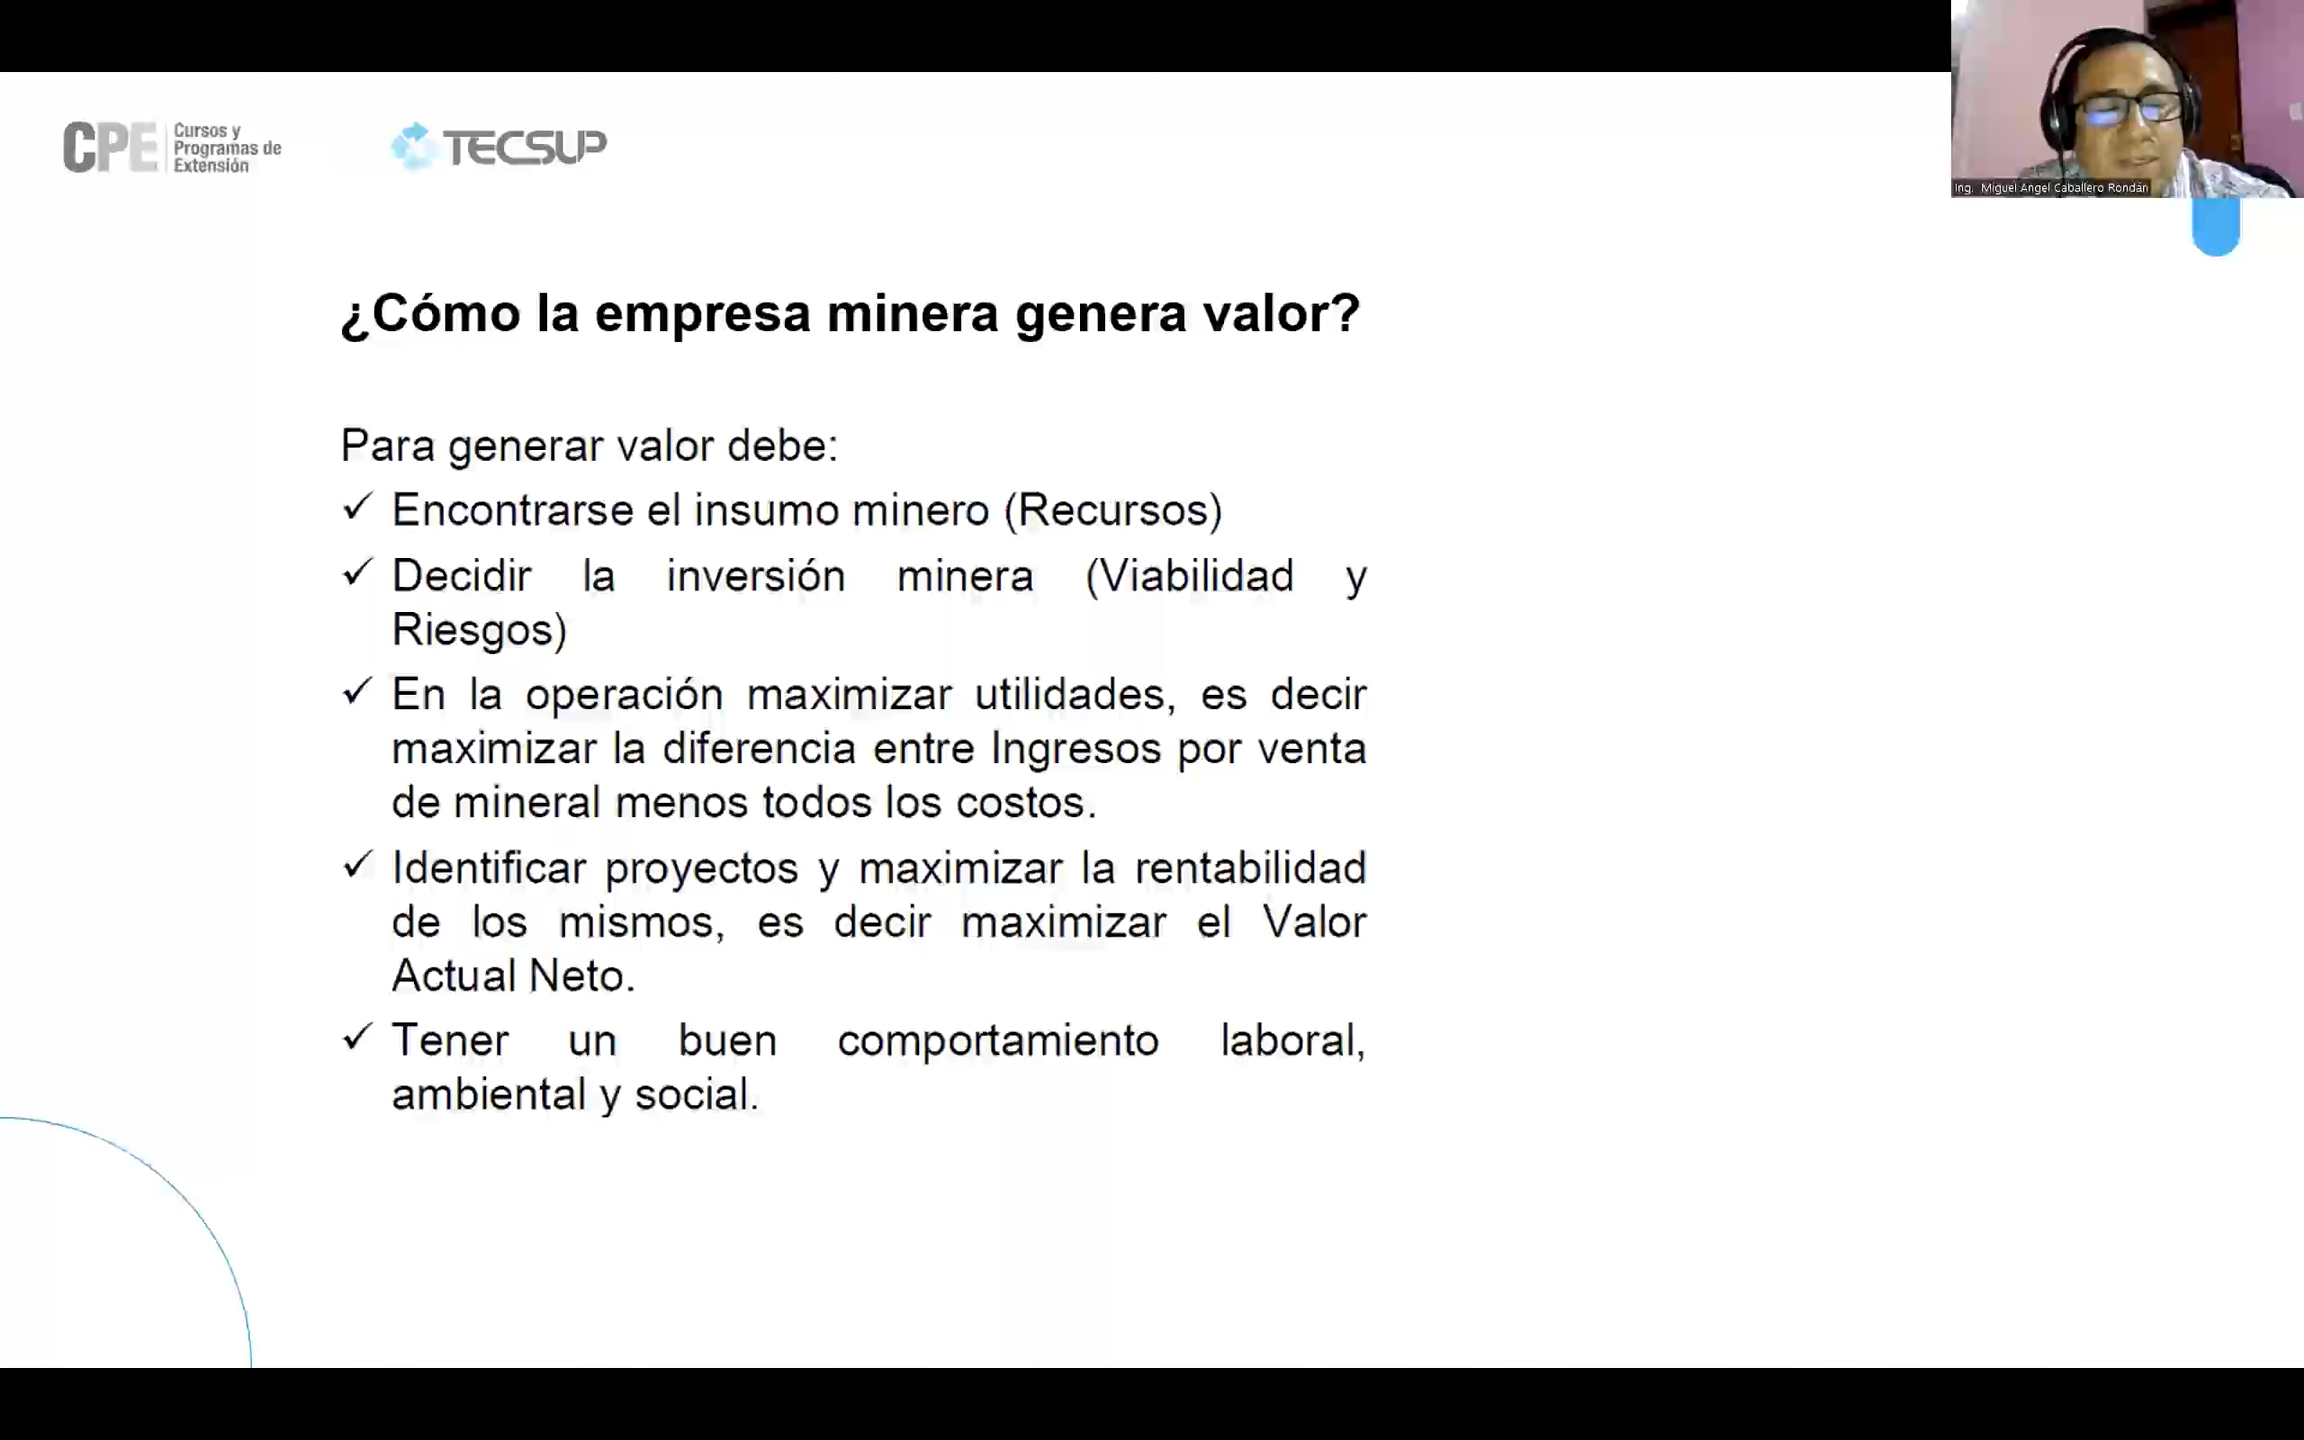 CPE
Cursos y
Programas de
Extensión
TECSUP
Ing. Miguel Angel Caballero Rondán
¿Cómo la empresa minera genera valor?
Para generar valor debe:
✓ Encontrarse el insumo minero (Recursos)
✓ Decidir la inversión minera (Viabilidad y
Riesgos)
✓ En la operación maximizar utilidades, es decir
maximizar la diferencia entre Ingresos por venta
de mineral menos todos los costos.
✓ Identificar proyectos y maximizar la rentabilidad
de los mismos, es decir maximizar el Valor
Actual Neto.
✓ Tener un buen comportamiento laboral,
ambiental y social.